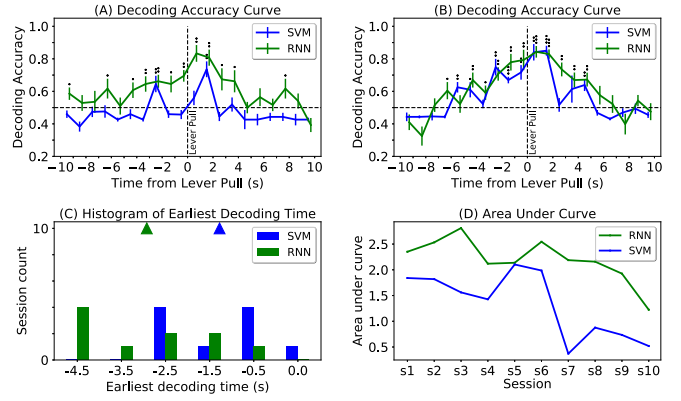 (A) Decoding Accuracy Curve
1.0
0.8
0.6
0.4
0.2
Decoding Accuracy
SVM
RNN
Lever Pull
−10 −8 −6 −4 −2 0 2 4 6 8 10
Time from Lever Pull (s)
(B) Decoding Accuracy Curve
1.0
0.8
0.6
0.4
0.2
Decoding Accuracy
SVM
RNN
Lever Pull
−10 −8 −6 −4 −2 0 2 4 6 8 10
Time from Lever Pull (s)
(C) Histogram of Earliest Decoding Time
10
0
Session count
SVM
RNN
-4.5 -3.5 -2.5 -1.5 -0.5 0.0
Earliest decoding time (s)
(D) Area Under Curve
2.5
2.0
1.5
1.0
0.5
Area under curve
RNN
SVM
s1 s2 s3 s4 s5 s6 s7 s8 s9 s10
Session